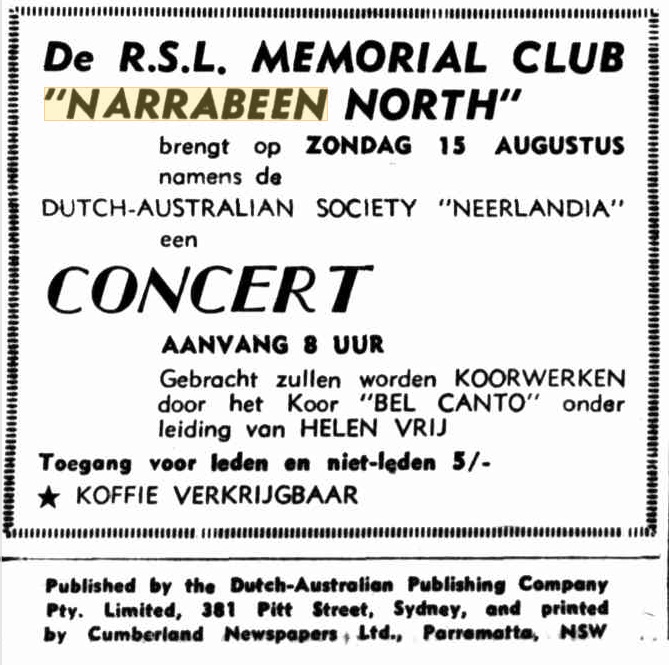 De R.S.L. MEMORIAL CLUB
"NARRABEEN NORTH"
brengt op ZONDAG 15 AUGUSTUS
namens de
DUTCH-AUSTRALIAN SOCIETY "NEERLANDIA"
een
CONCERT
AANVANG 8 UUR
Gebracht zullen worden KOORWERKEN
door het Koor "BEL CANTO" onder
leiding van HELEN VRIJ
Toegang voor leden en niet-leden 5/-
★ KOFFIE VERKRIJGBAAR
Published by the Dutch-Australian Publishing Company
Pty. Limited, 381 Pitt Street, Sydney, and printed
by Cumberland Newspapers, Ltd., Parramatta, NSW